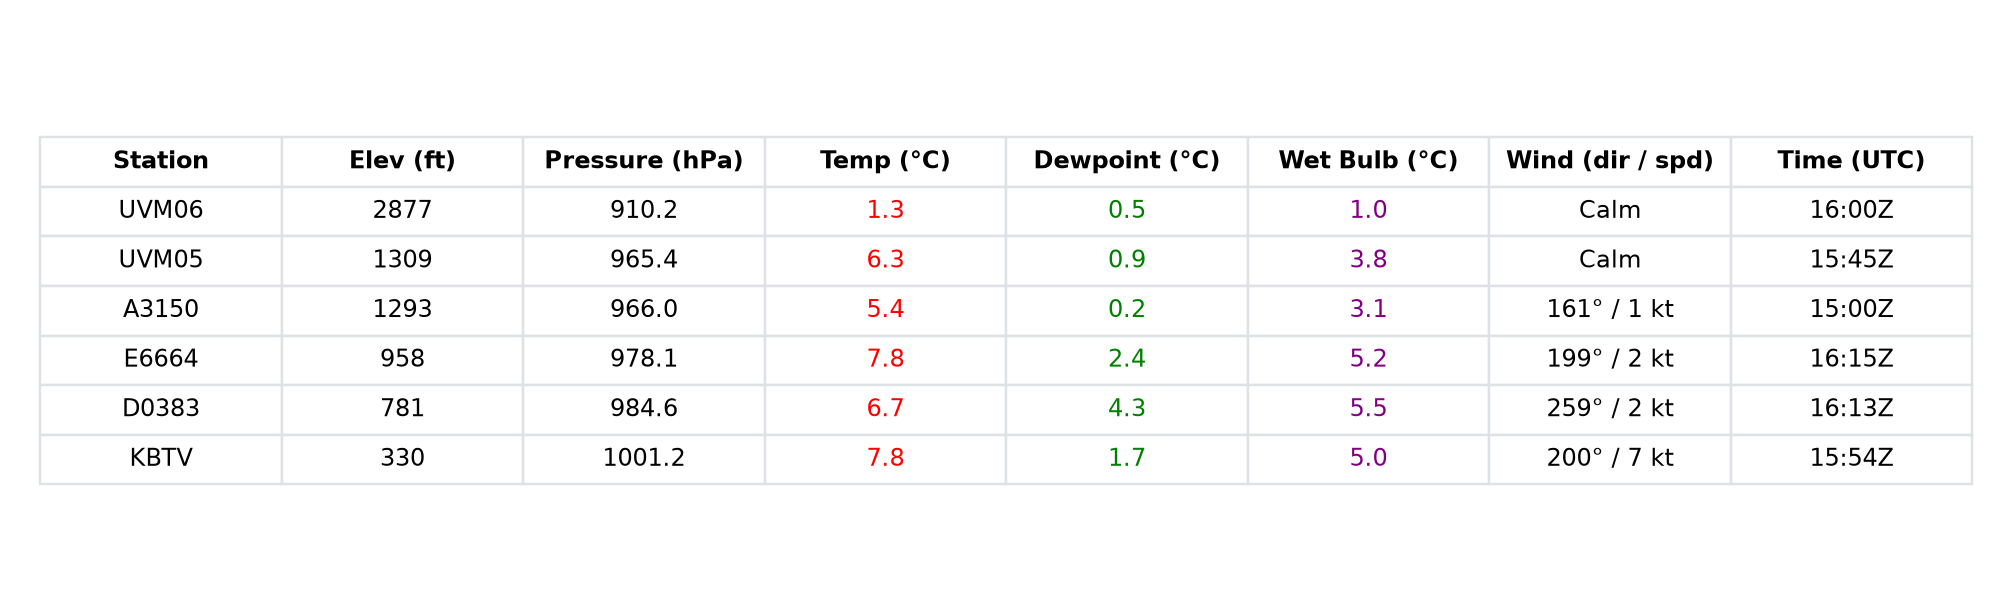 Station Elev (ft) Pressure (hPa) Temp (°C) Dewpoint (°C) Wet Bulb (°C) Wind (dir / spd) Time (UTC)
UVM06 2877 910.2 1.3 0.5 1.0 Calm 16:00Z
UVM05 1309 965.4 6.3 0.9 3.8 Calm 15:45Z
A3150 1293 966.0 5.4 0.2 3.1 161° / 1 kt 15:00Z
E6664 958 978.1 7.8 2.4 5.2 199° / 2 kt 16:15Z
D0383 781 984.6 6.7 4.3 5.5 259° / 2 kt 16:13Z
KBTV 330 1001.2 7.8 1.7 5.0 200° / 7 kt 15:54Z